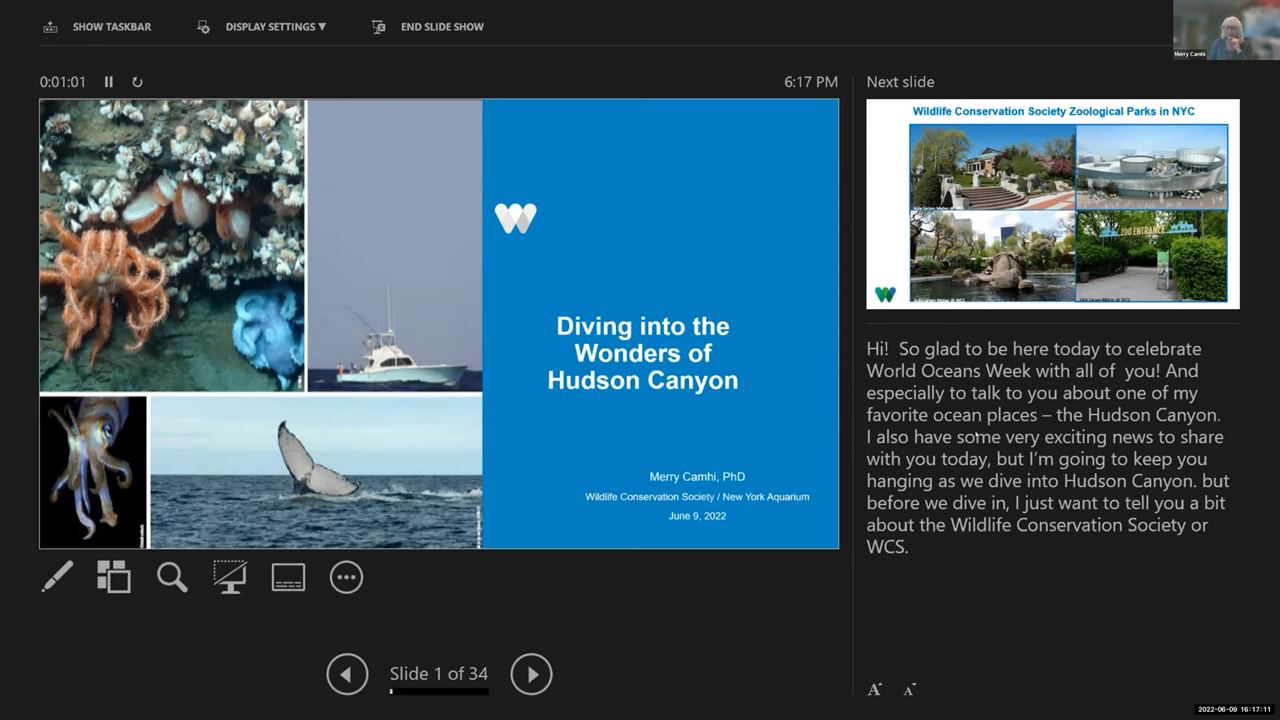 SHOW TASKBAR
DISPLAY SETTINGS ▼
END SLIDE SHOW
Merry Camhi
0:01:01
6:17 PM
Diving into the
Wonders of
Hudson Canyon
Merry Camhi, PhD
Wildlife Conservation Society / New York Aquarium
June 9, 2022
Slide 1 of 34
Next slide
Wildlife Conservation Society Zoological Parks in NYC
ZOO ENTRANCE
Hi!  So glad to be here today to celebrate
World Oceans Week with all of  you! And
especially to talk to you about one of my
favorite ocean places – the Hudson Canyon.
I also have some very exciting news to share
with you today, but I'm going to keep you
hanging as we dive into Hudson Canyon. but
before we dive in, I just want to tell you a bit
about the Wildlife Conservation Society or
WCS.
A A
2022-06-09 16:17:11